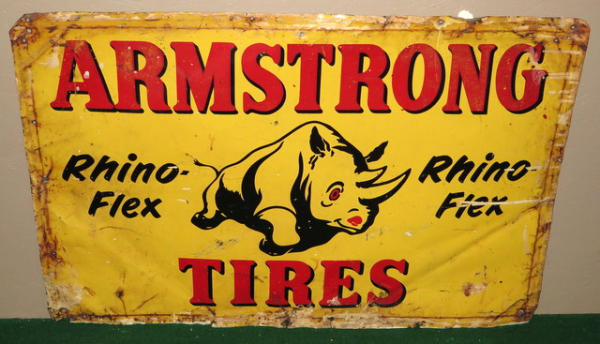 ARMSTRONG
Rhino-
Flex
Rhino-
Flex
TIRES